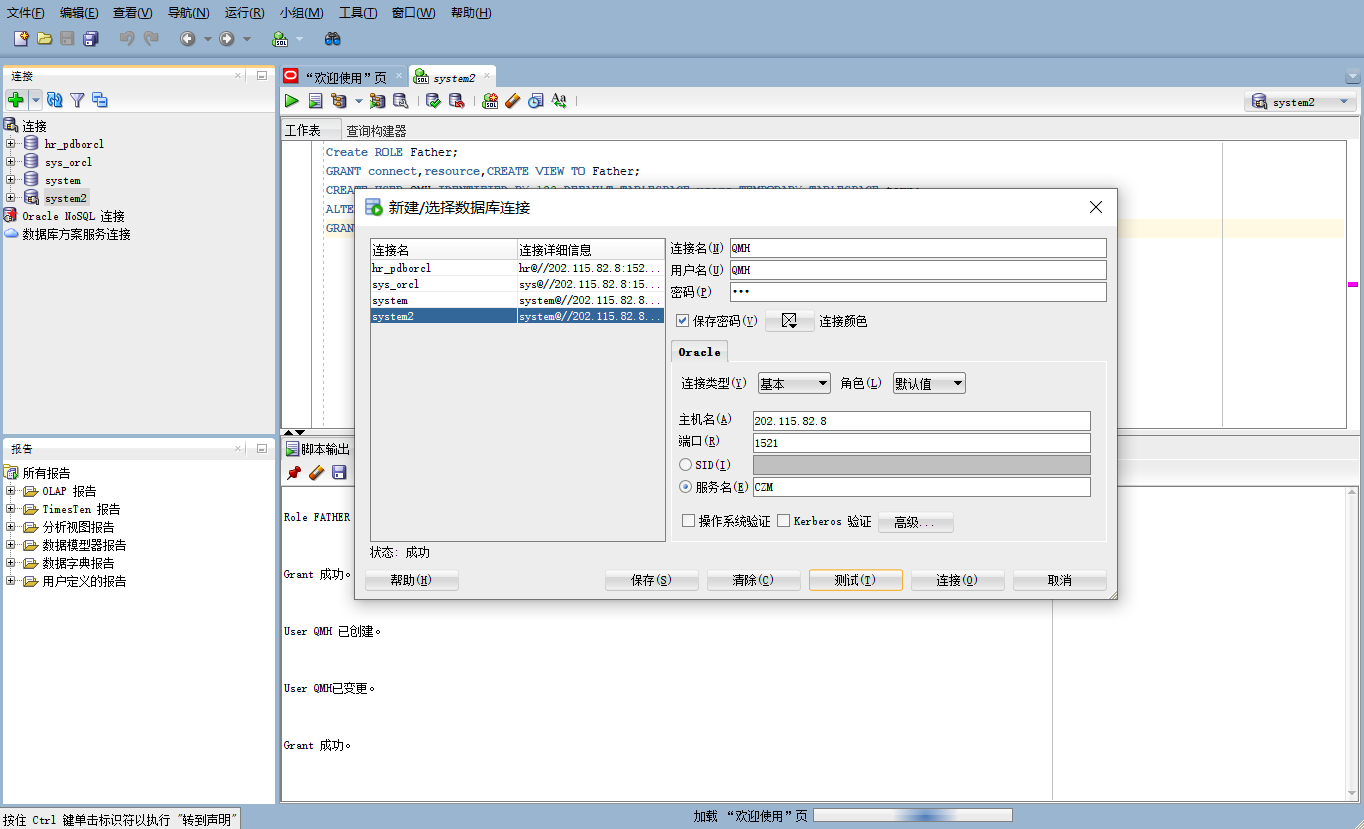 文件(F) 编辑(E) 查看(V) 导航(N) 运行(R) 小组(M) 工具(T) 窗口(W) 帮助(H)
连接
连接
hr_pdborcl
sys_orcl
system
system2
Oracle NoSQL 连接
数据库方案服务连接
“欢迎使用”页 system2
system2
工作表 查询构建器
Create ROLE Father;
GRANT connect,resource,CREATE VIEW TO Father;
ALTE
GRAN
新建/选择数据库连接
连接名 连接详细信息
hr_pdborcl hr@//202.115.82.8:152...
sys_orcl sys@//202.115.82.8:15...
system system@//202.115.82.8...
system2 system@//202.115.82.8...
连接名(N) QMH
用户名(U) QMH
密码(P) •••
保存密码(V) 连接颜色
Oracle
连接类型(Y) 基本 角色(L) 默认值
主机名(A) 202.115.82.8
端口(R) 1521
SID(I)
服务名(E) CZM
操作系统验证 Kerberos 验证 高级...
状态: 成功
帮助(H) 保存(S) 清除(C) 测试(T) 连接(O) 取消
报告
所有报告
OLAP 报告
TimesTen 报告
分析视图报告
数据模型器报告
数据字典报告
用户定义的报告
脚本输出
Role FATHER
Grant 成功。
User QMH 已创建。
User QMH已变更。
Grant 成功。
按住 Ctrl 键单击标识符以执行 "转到声明"
加载 “欢迎使用”页